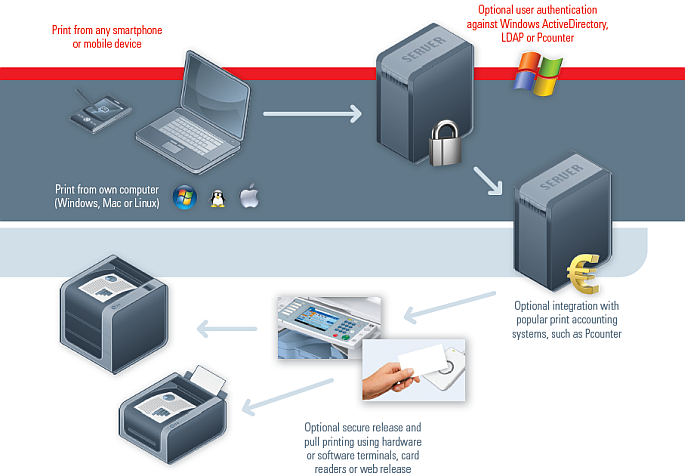 Print from any smartphone
or mobile device
Optional user authentication
against Windows ActiveDirectory,
LDAP or Pcounter
SERVER
Print from own computer
(Windows, Mac or Linux)
SERVER
Optional integration with
popular print accounting
systems, such as Pcounter
Optional secure release and
pull printing using hardware
or software terminals, card
readers or web release